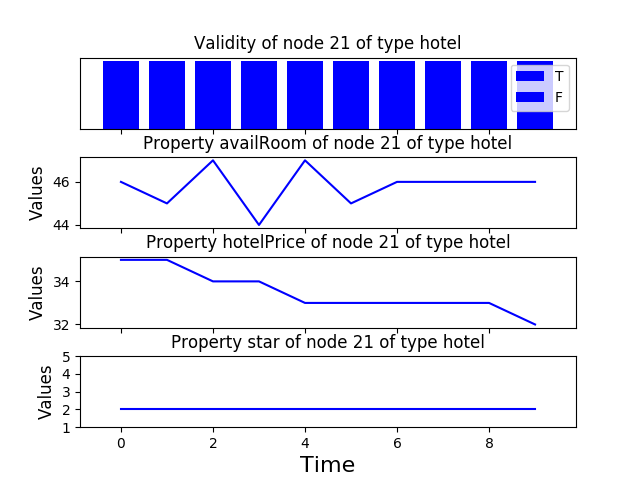 Validity of node 21 of type hotel
T
F
Property availRoom of node 21 of type hotel
46
44
Values
Property hotelPrice of node 21 of type hotel
34
32
Values
Property star of node 21 of type hotel
5
4
3
2
1
Values
0 2 4 6 8
Time